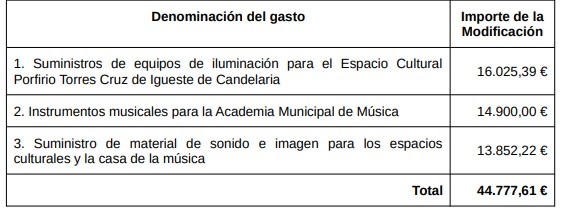 Denominación del gasto
Importe de la
Modificación
1. Suministros de equipos de iluminación para el Espacio Cultural
Porfirio Torres Cruz de Igueste de Candelaria
16.025,39 €
2. Instrumentos musicales para la Academia Municipal de Música
14.900,00 €
3. Suministro de material de sonido e imagen para los espacios
culturales y la casa de la música
13.852,22 €
Total
44.777,61 €